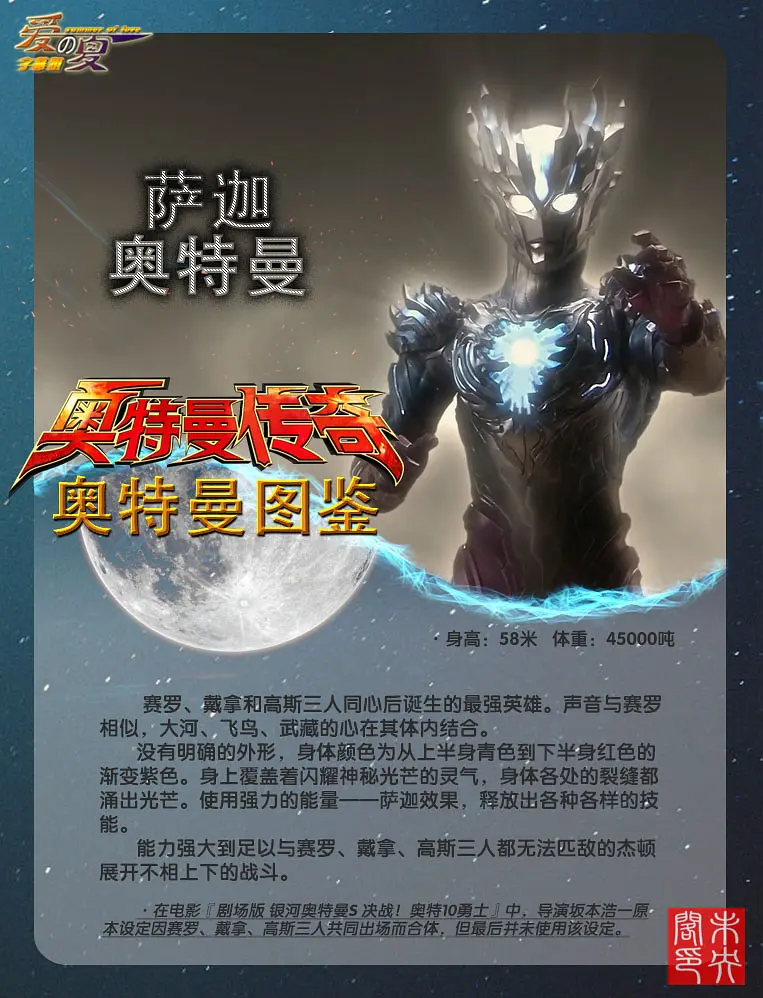 summer of love
爱の夏
字幕组
萨迦
奥特曼
奥特曼传奇
奥特曼图鉴
·身高：58米 体重：45000吨
赛罗、戴拿和高斯三人同心后诞生的最强英雄。声音与赛罗
相似，大河、飞鸟、武藏的心在其体内结合。
没有明确的外形，身体颜色为从上半身青色到下半身红色的
渐变紫色。身上覆盖着闪耀神秘光芒的灵气，身体各处的裂缝都
涌出光芒。使用强力的能量——萨迦效果，释放出各种各样的技
能。
能力强大到足以与赛罗、戴拿、高斯三人都无法匹敌的杰顿
展开不相上下的战斗。
·在电影『剧场版 银河奥特曼S 决战！奥特10勇士』中，导演坂本浩一原
本设定因赛罗、戴拿、高斯三人共同出场而合体，但最后并未使用该设定。
未央
阁印